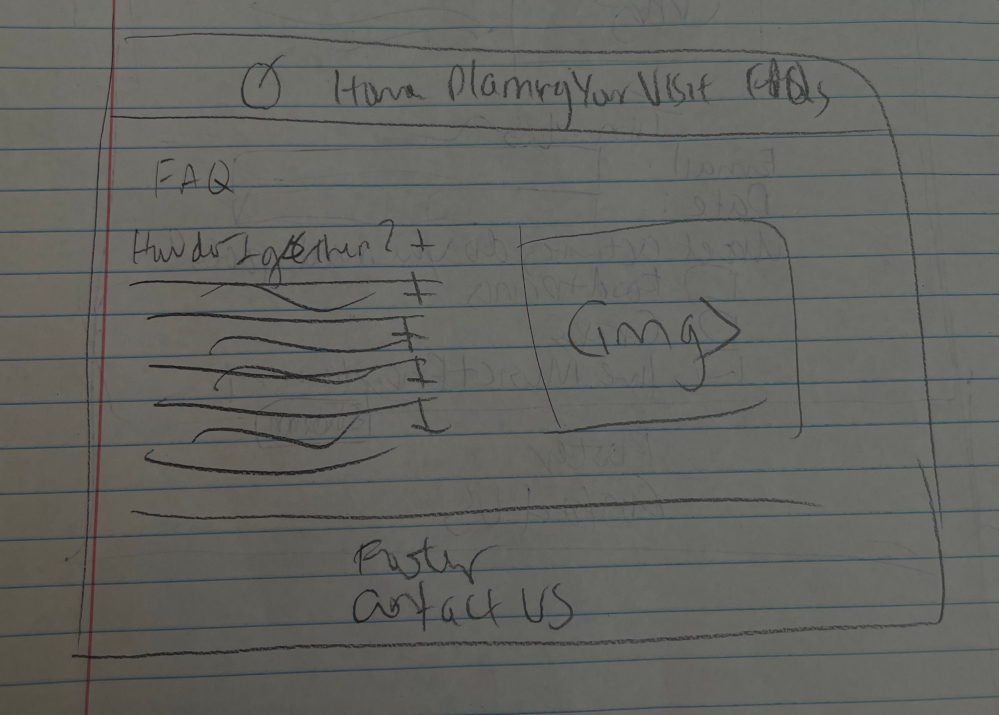 Home Planning Your Visit FAQs
FAQ
How do I get there? +
+
+
+
+
<img>
Footer
Contact US